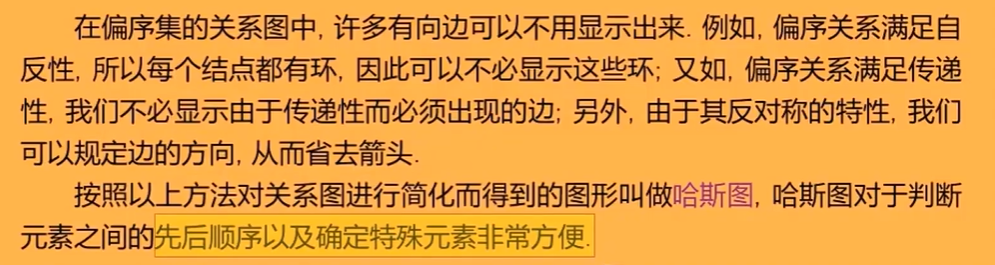 在偏序集的关系图中, 许多有向边可以不用显示出来. 例如, 偏序关系满足自
反性, 所以每个结点都有环, 因此可以不必显示这些环; 又如, 偏序关系满足传递
性, 我们不必显示由于传递性而必须出现的边; 另外, 由于其反对称的特性, 我们
可以规定边的方向, 从而省去箭头.
按照以上方法对关系图进行简化而得到的图形叫做哈斯图, 哈斯图对于判断
元素之间的先后顺序以及确定特殊元素非常方便.